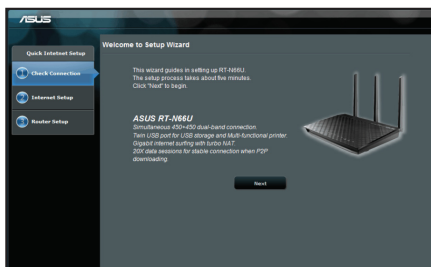 ASUS
Quick Internet Setup
Welcome to Setup Wizard
1 Check Connection
2 Internet Setup
3 Router Setup
This wizard guides in setting up RT-N66U.
The setup process takes about five minutes.
Click "Next" to begin.
ASUS RT-N66U
Simultaneous 450+450 dual-band connection.
Twin USB port for USB storage and Multi-functional printer.
Gigabit internet surfing with turbo NAT.
20X data sessions for stable connection when P2P
downloading.
Next